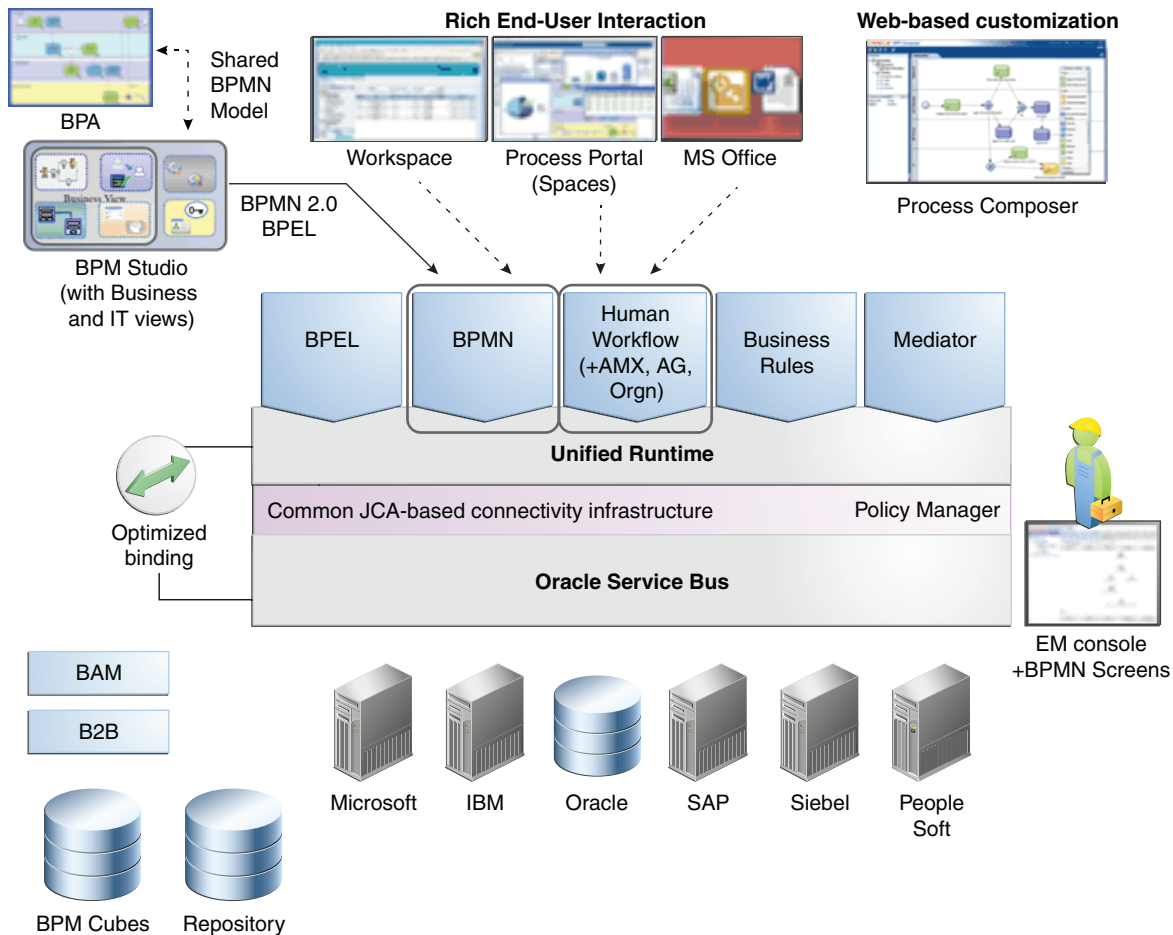 Rich End-User Interaction
Web-based customization
Shared
BPMN
Model
BPA
Workspace
Process Portal
(Spaces)
MS Office
Process Composer
Business View
BPMN 2.0
BPEL
BPM Studio
(with Business
and IT views)
BPEL
BPMN
Human
Workflow
(+AMX, AG,
Orgn)
Business
Rules
Mediator
Unified Runtime
Common JCA-based connectivity infrastructure
Policy Manager
Optimized
binding
Oracle Service Bus
EM console
+BPMN Screens
BAM
B2B
Microsoft
IBM
Oracle
SAP
Siebel
People
Soft
BPM Cubes
Repository